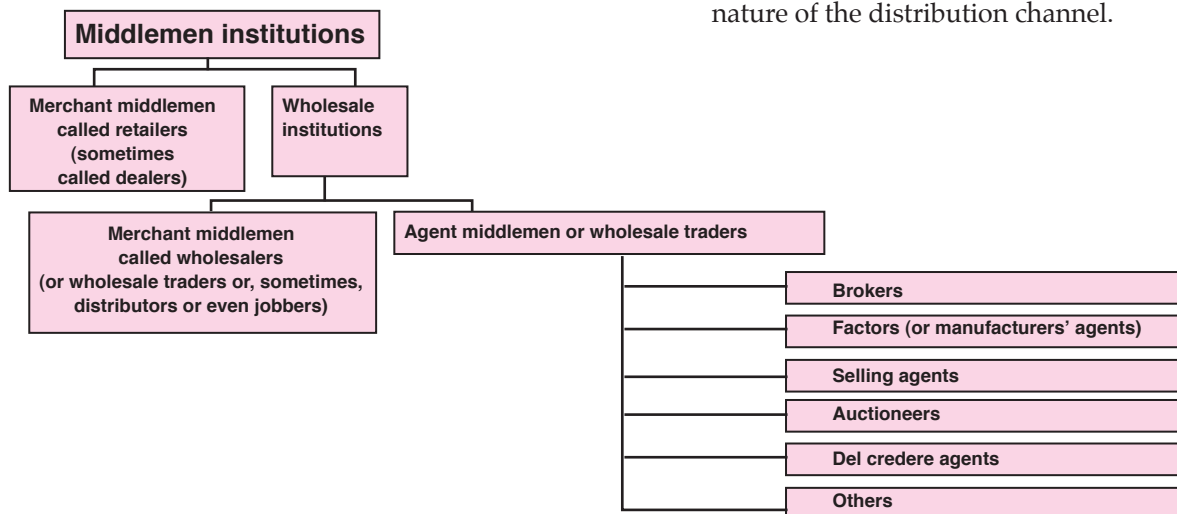 nature of the distribution channel.
Middlemen institutions
Merchant middlemen
called retailers
(sometimes
called dealers)
Wholesale
institutions
Merchant middlemen
called wholesalers
(or wholesale traders or, sometimes,
distributors or even jobbers)
Agent middlemen or wholesale traders
Brokers
Factors (or manufacturers’ agents)
Selling agents
Auctioneers
Del credere agents
Others